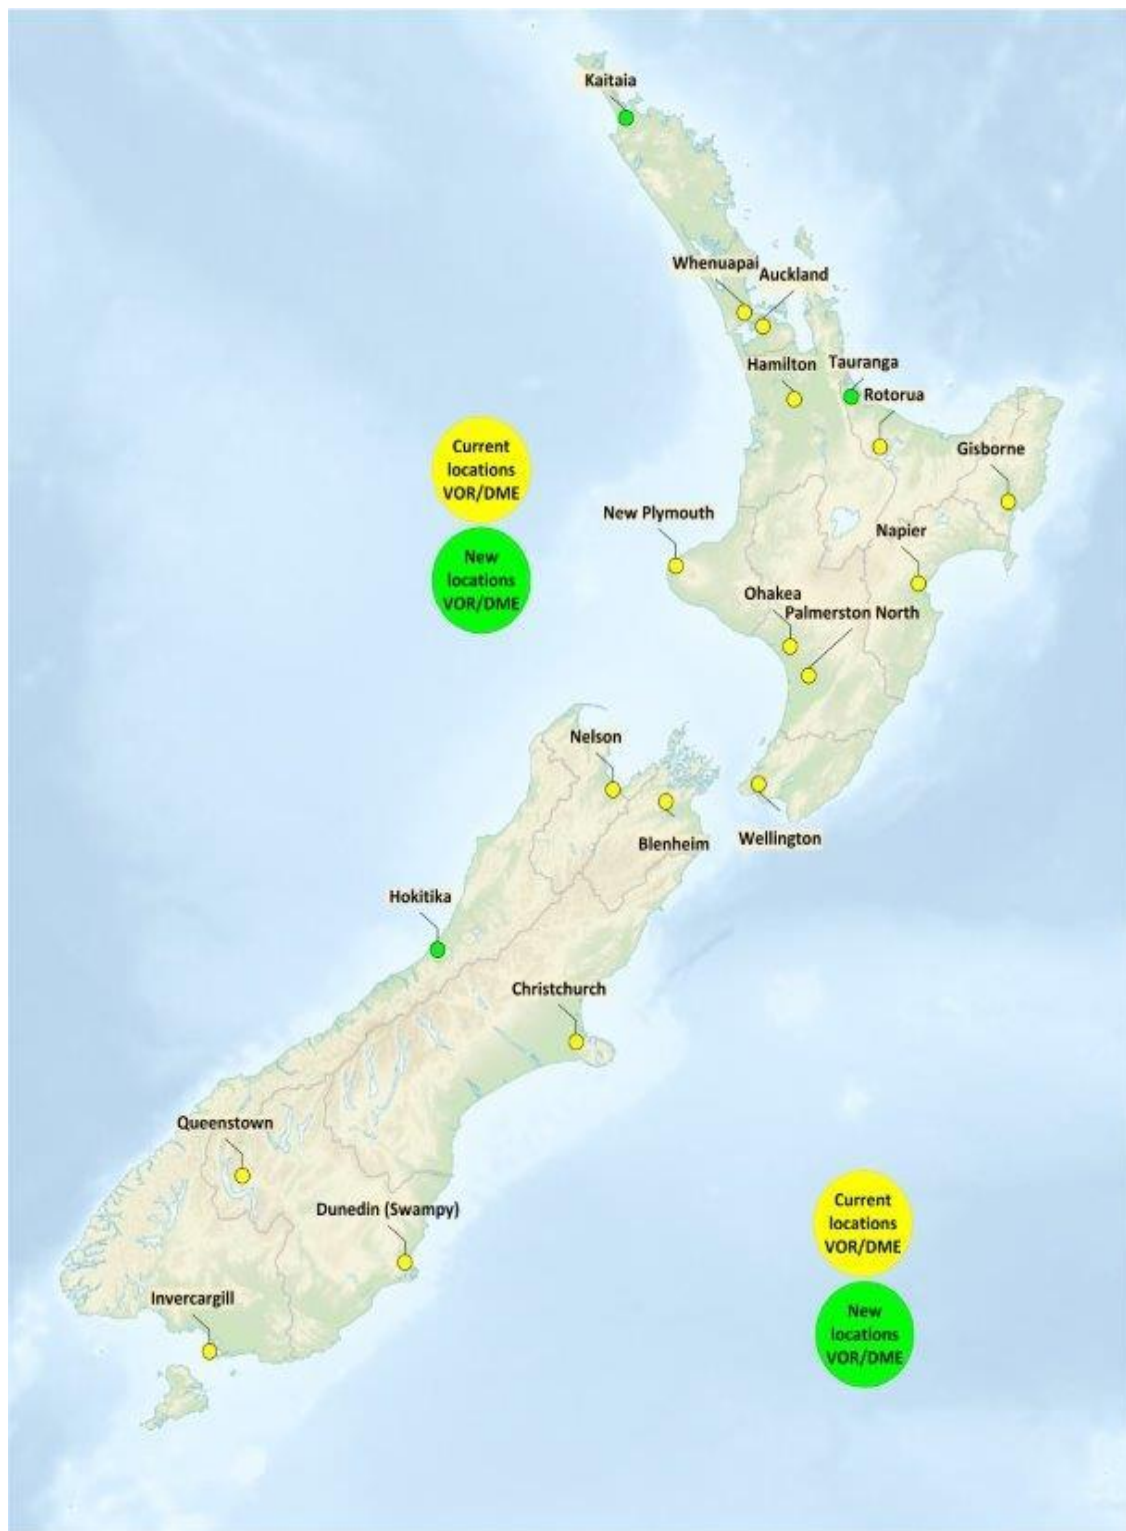 Kaitaia
Whenuapai
Auckland
Hamilton
Tauranga
Rotorua
Gisborne
Current
locations
VOR/DME
New
locations
VOR/DME
New Plymouth
Napier
Ohakea
Palmerston North
Nelson
Blenheim
Wellington
Hokitika
Christchurch
Queenstown
Dunedin (Swampy)
Invercargill
Current
locations
VOR/DME
New
locations
VOR/DME